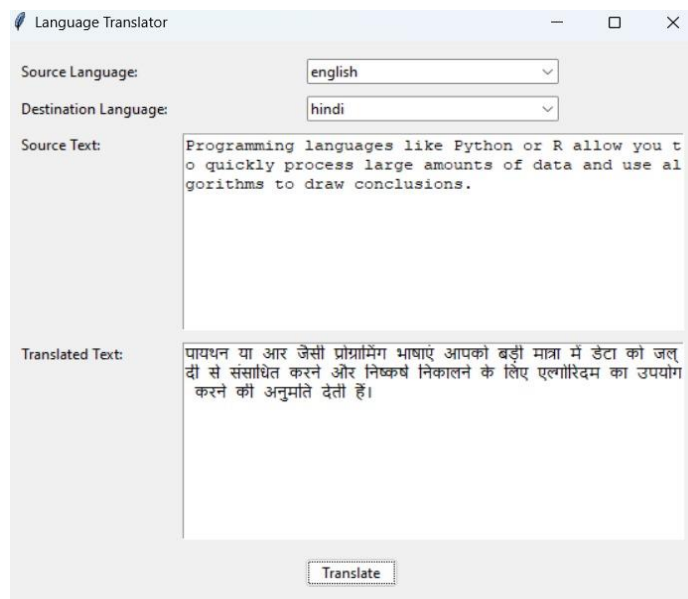 Language Translator
Source Language:
english
Destination Language:
hindi
Source Text:
Programming languages like Python or R allow you t
o quickly process large amounts of data and use al
gorithms to draw conclusions.
Translated Text:
पायथन या आर जैसी प्रोग्रामिंग भाषाएं आपको बड़ी मात्रा में डेटा को जल्
दी से संसाधित करने और निष्कर्ष निकालने के लिए एल्गोरिदम का उपयोग
करने की अनुमति देती हैं।
Translate